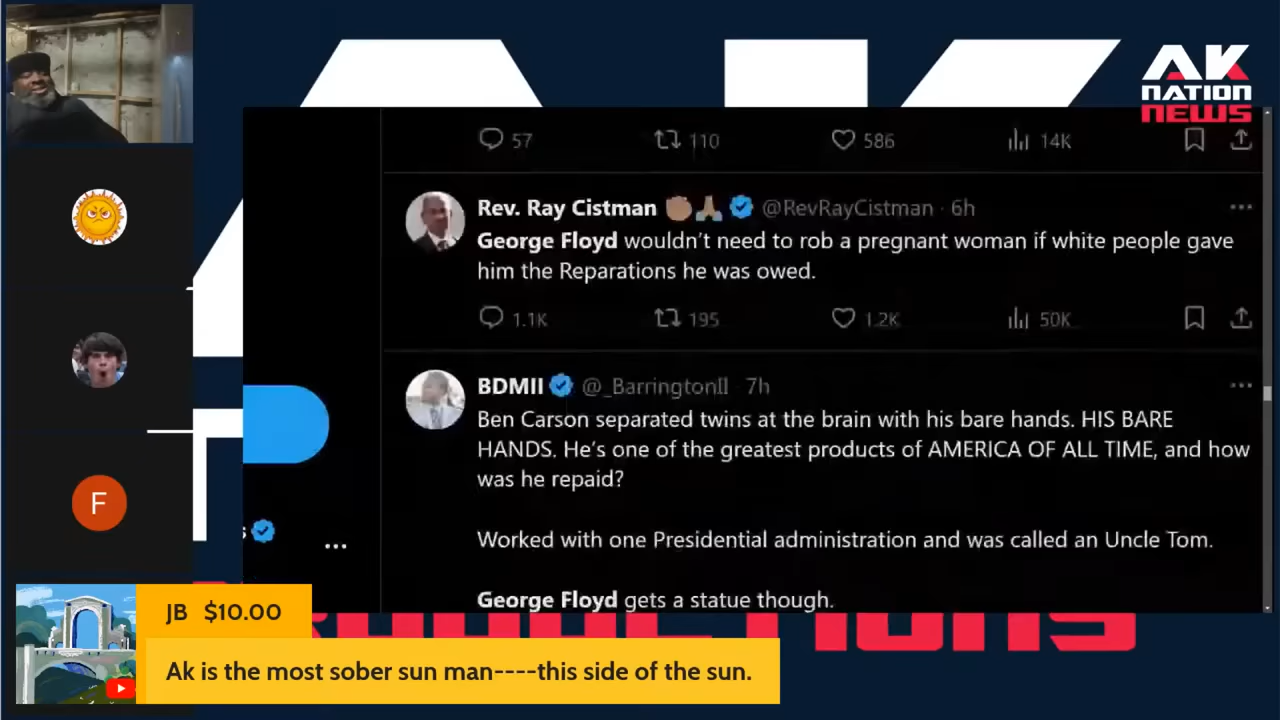 AK
NATION
NEWS
57 110 586 14K
Rev. Ray Cistman @RevRayCistman · 6h
George Floyd wouldn't need to rob a pregnant woman if white people gave
him the Reparations he was owed.
1.1K 195 1.2K 50K
BDMII @_BarringtonII · 7h
Ben Carson separated twins at the brain with his bare hands. HIS BARE
HANDS. He's one of the greatest products of AMERICA OF ALL TIME, and how
was he repaid?
Worked with one Presidential administration and was called an Uncle Tom.
George Floyd gets a statue though.
F
JB $10.00
Ak is the most sober sun man----this side of the sun.